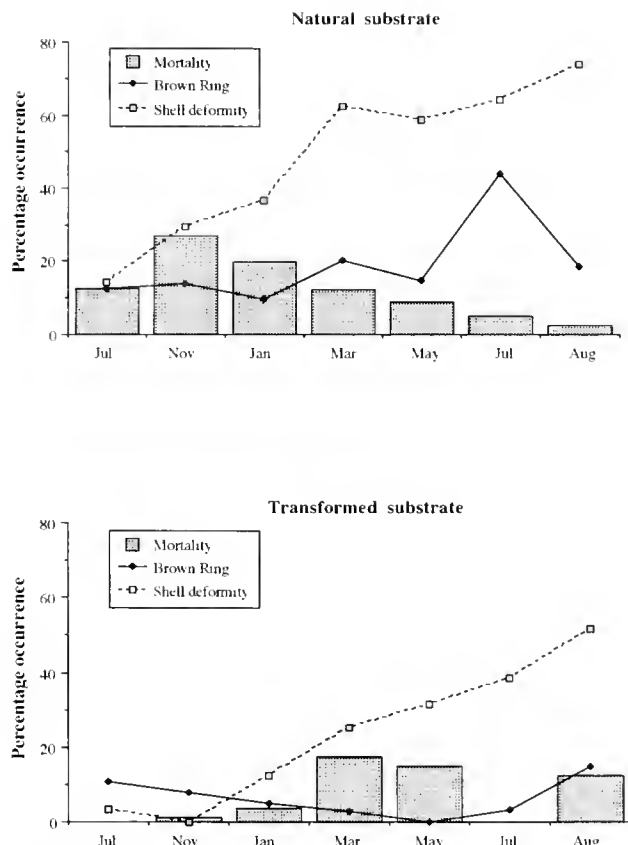 Natural substrate
80
60
40
20
0
Percentage occurrence
Mortality
Brown Ring
Shell deformity
Jul Nov Jan Mar May Jul Aug
Transformed substrate
80
60
40
20
0
Percentage occurrence
Mortality
Brown Ring
Shell deformity
Jul Nov Jan Mar May Jul Aug